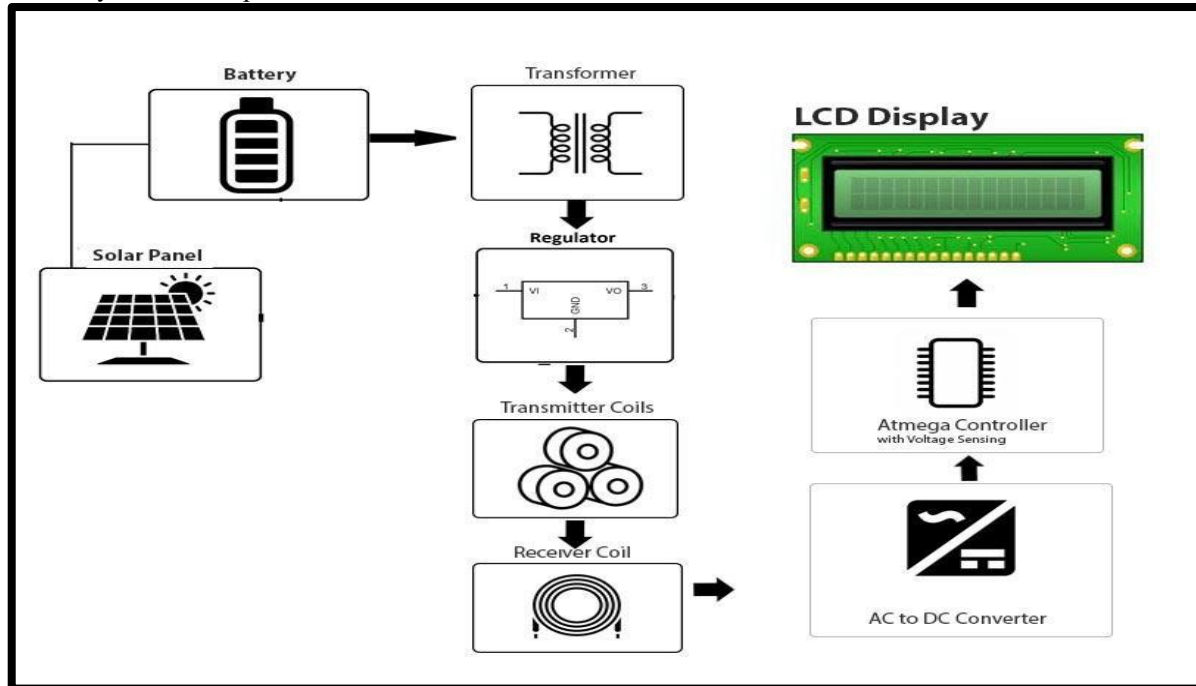 Battery
Transformer
LCD Display
Solar Panel
Regulator
1
VI
VO
3
GND
2
Transmitter Coils
Receiver Coil
Atmega Controller
with Voltage Sensing
AC to DC Converter